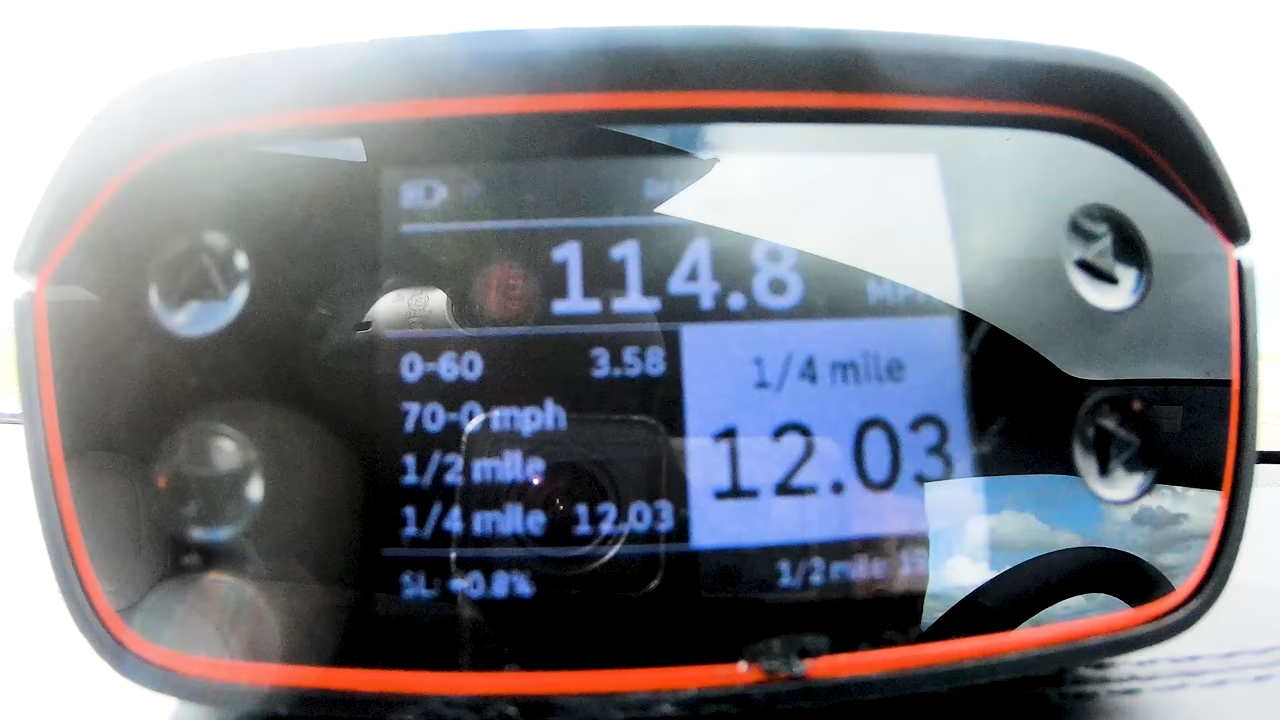 114.8 MPH
0-60 3.58
70-0 mph
1/2 mile
1/4 mile 12.03
1/4 mile
12.03
SL: +0.8%
1/2 mile